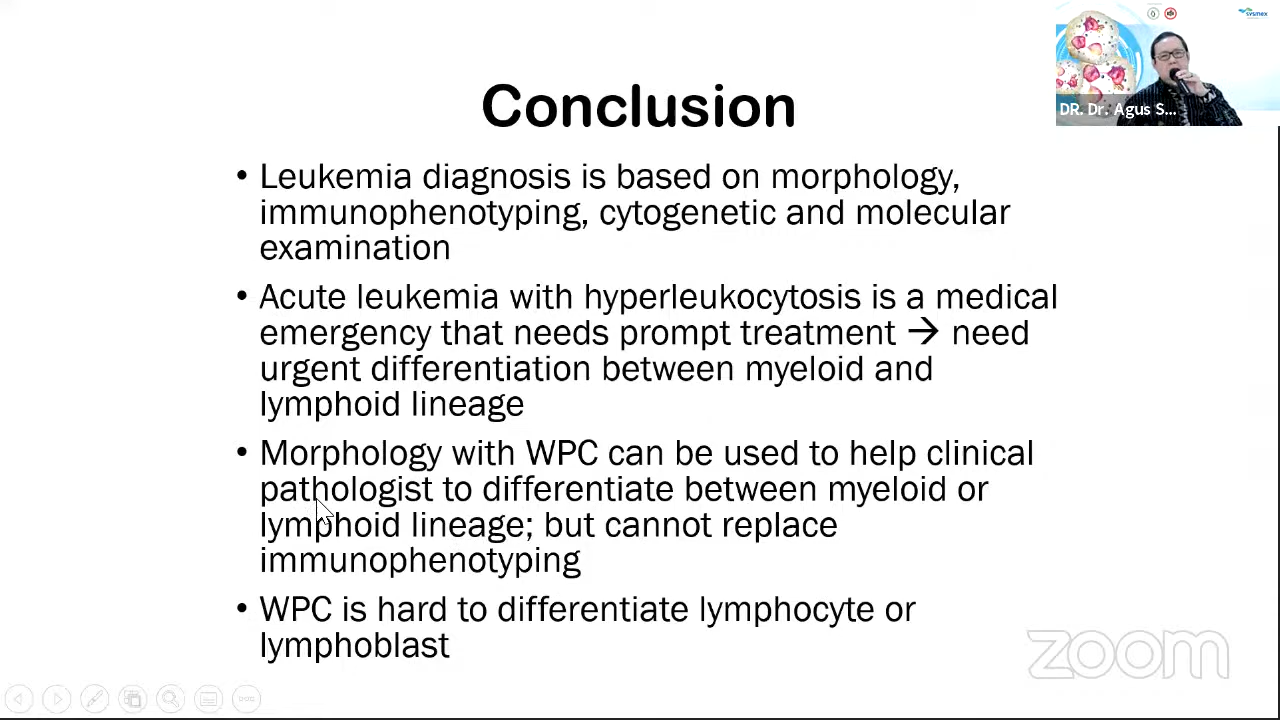 sysmex
DR. Dr. Agus S...
Conclusion
• Leukemia diagnosis is based on morphology,
immunophenotyping, cytogenetic and molecular
examination
• Acute leukemia with hyperleukocytosis is a medical
emergency that needs prompt treatment → need
urgent differentiation between myeloid and
lymphoid lineage
• Morphology with WPC can be used to help clinical
pathologist to differentiate between myeloid or
lymphoid lineage; but cannot replace
immunophenotyping
• WPC is hard to differentiate lymphocyte or
lymphoblast
zoom